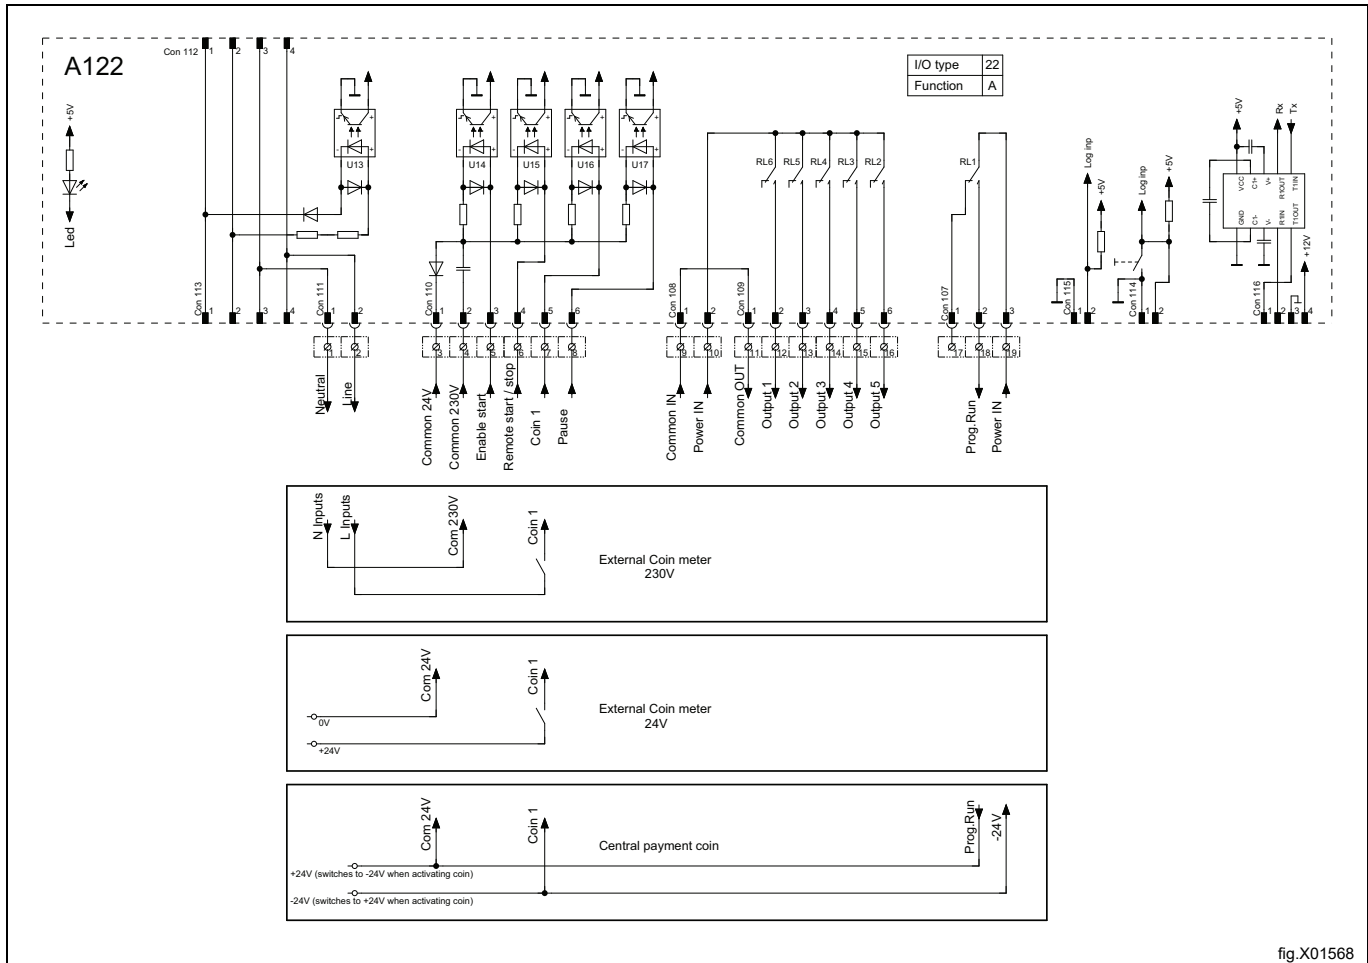 A122
Con 112 1 2 3 4
I/O type 22
Function A
+5V
Led
U13
U14
U15
U16
U17
- +
- +
- +
- +
- +
RL6
RL5
RL4
RL3
RL2
RL1
Log inp
+5V
Log inp
+5V
+5V
Rx
Tx
VCC
C1+
V+
R1OUT
T1IN
GND
C1-
V-
R1IN
T1OUT
+12V
Con 113 1 2 3 4
Con 111 1 2
Con 110 1 2 3 4 5 6
Con 108 1 2
Con 109 1 2 3 4 5 6
Con 107 1 2 3
Con 115 1 2
Con 114 1 2
Con 116 1 2 3 4
1 2 3 4 5 6 7 8 9 10 11 12 13 14 15 16 17 18 19
Neutral
Line
Common 24V
Common 230V
Enable start
Remote start / stop
Coin 1
Pause
Common IN
Power IN
Common OUT
Output 1
Output 2
Output 3
Output 4
Output 5
Prog.Run
Power IN
N Inputs
L Inputs
Com 230V
Coin 1
External Coin meter
230V
Com 24V
Coin 1
0V
+24V
External Coin meter
24V
Com 24V
Coin 1
Central payment coin
Prog.Run
-24V
+24V (switches to -24V when activating coin)
-24V (switches to +24V when activating coin)
fig.X01568